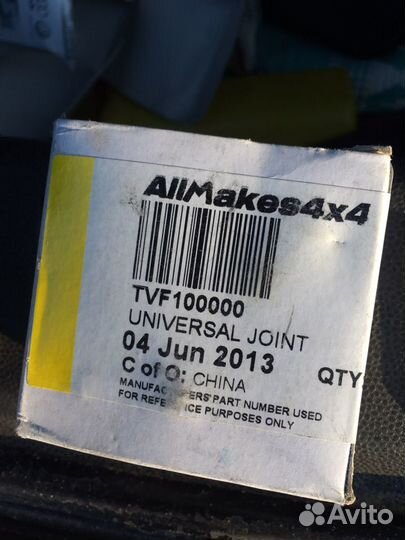 AllMakes4x4
TVF100000
UNIVERSAL JOINT
04 Jun 2013
C of O: CHINA QTY
MANUFACTURERS PART NUMBER USED
FOR REFERENCE PURPOSES ONLY
Avito